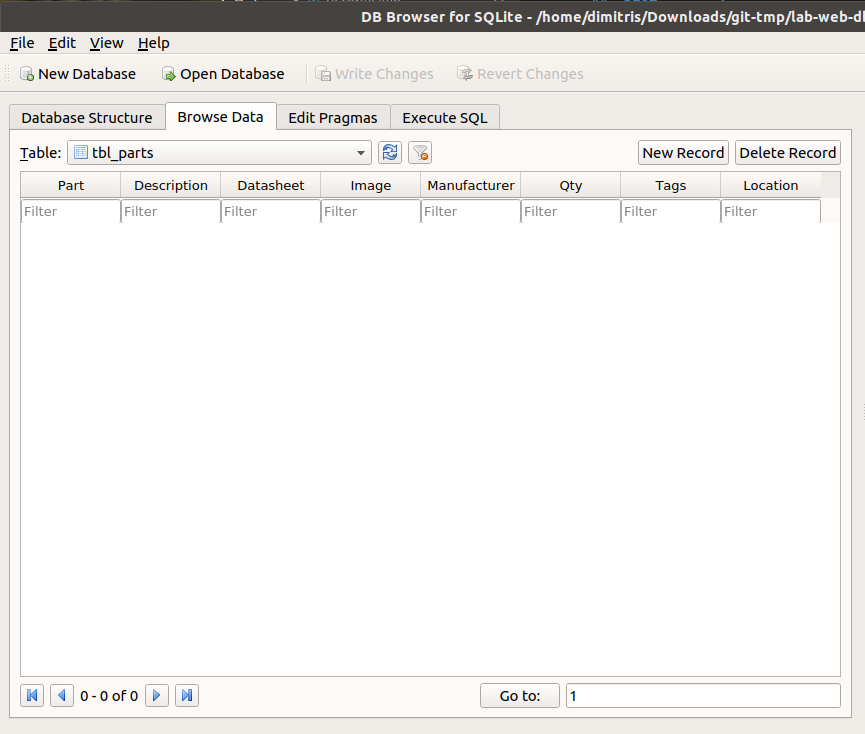 DB Browser for SQLite - /home/dimitris/Downloads/git-tmp/lab-web-d
File Edit View Help
New Database Open Database Write Changes Revert Changes
Database Structure Browse Data Edit Pragmas Execute SQL
Table: tbl_parts New Record Delete Record
Part Description Datasheet Image Manufacturer Qty Tags Location
Filter Filter Filter Filter Filter Filter Filter Filter
0 - 0 of 0 Go to: 1